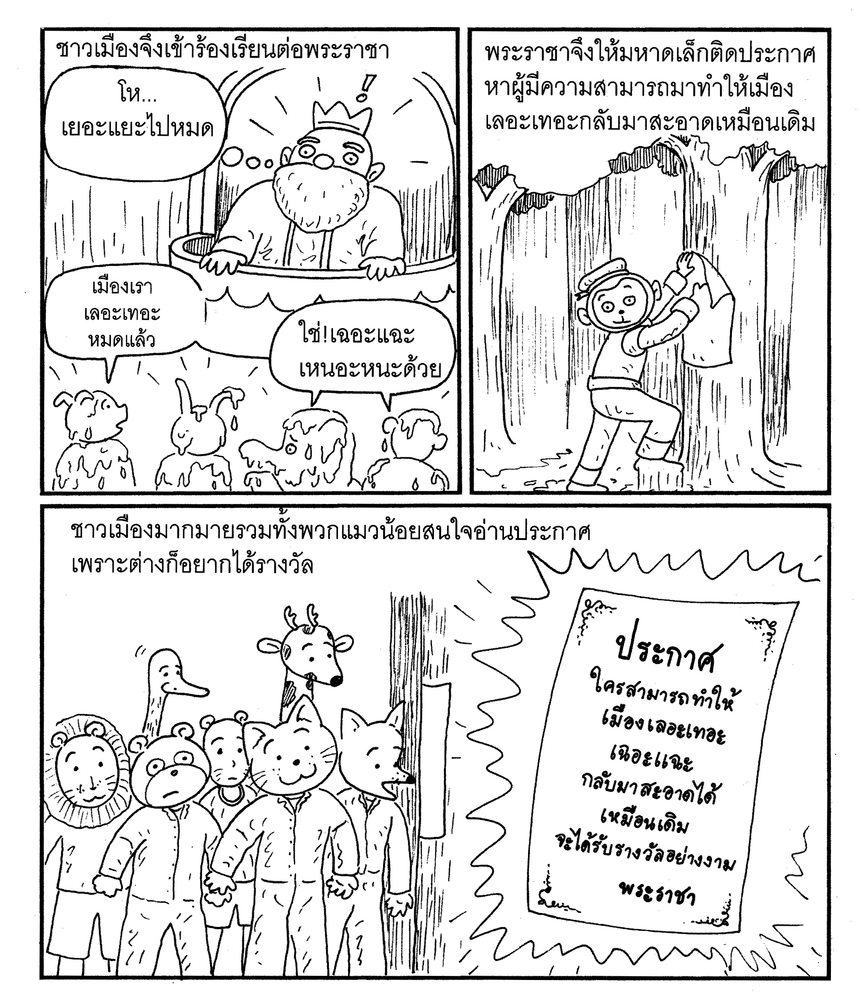 ชาวเมืองจึงเข้าร้องเรียนต่อพระราชา
โห...
เยอะแยะไปหมด
เมืองเรา
เลอะเทอะ
หมดแล้ว
ใช่!เฉอะแฉะ
เหนอะหนะด้วย
พระราชาจึงให้มหาดเล็กติดประกาศ
หาผู้มีความสามารถมาทำให้เมือง
เลอะเทอะกลับมาสะอาดเหมือนเดิม
ชาวเมืองมากมายรวมทั้งพวกแมวน้อยสนใจอ่านประกาศ
เพราะต่างก็อยากได้รางวัล
ประกาศ
ใครสามารถทำให้
เมืองเลอะเทอะ
เฉอะแฉะ
กลับมาสะอาดได้
เหมือนเดิม
จะได้รับรางวัลอย่างงาม
พระราชา